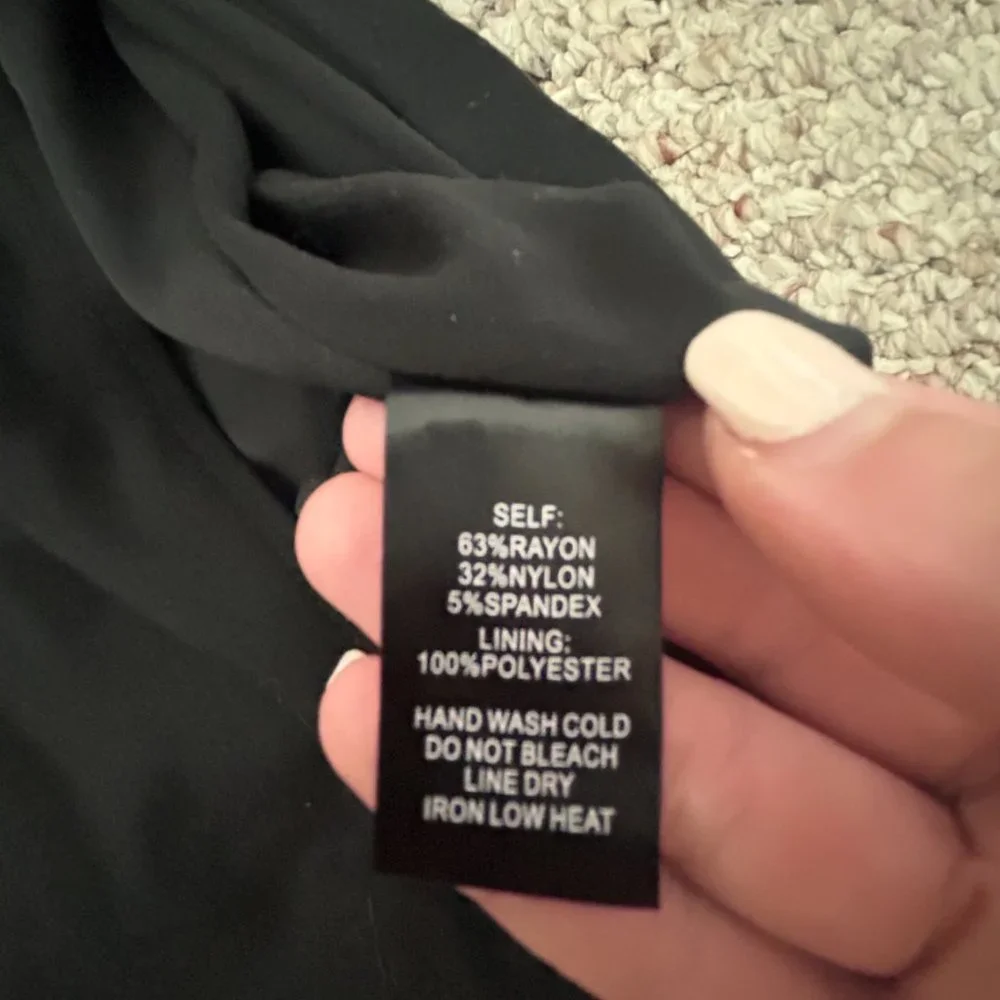 SELF:
63%RAYON
32%NYLON
5%SPANDEX
LINING:
100%POLYESTER
HAND WASH COLD
DO NOT BLEACH
LINE DRY
IRON LOW HEAT